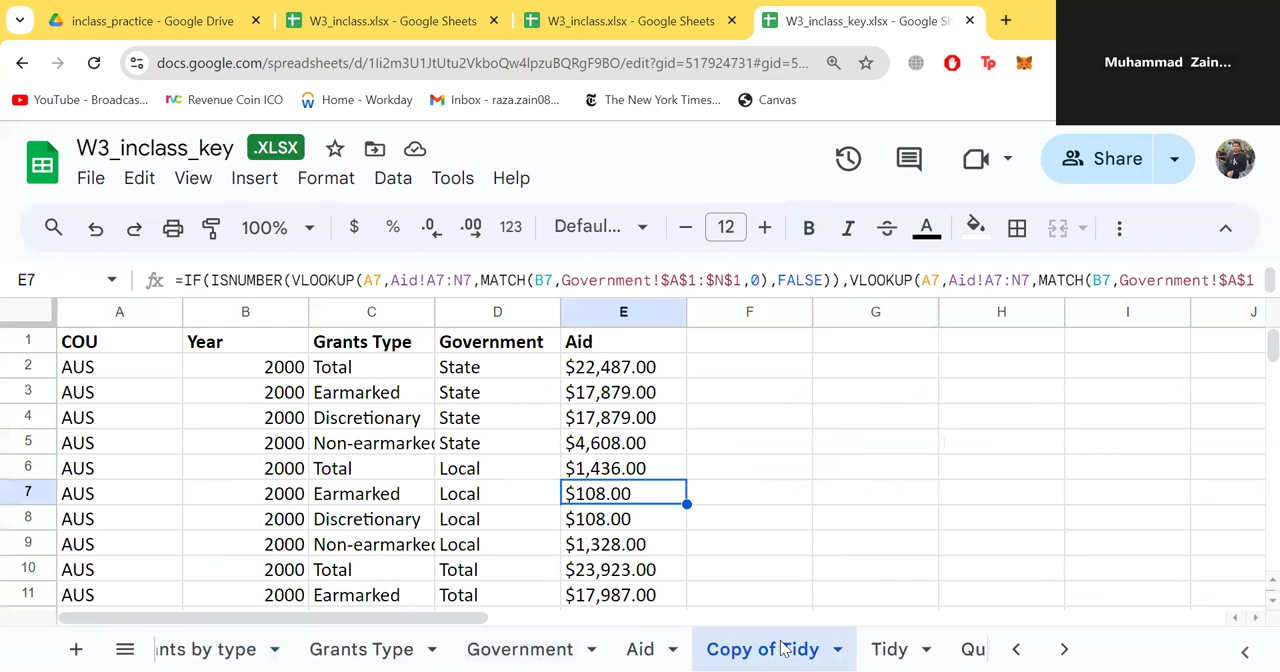 inclass_practice - Google Drive
W3_inclass.xlsx - Google Sheets
W3_inclass.xlsx - Google Sheets
W3_inclass_key.xlsx - Google Sh
docs.google.com/spreadsheets/d/1Ii2m3U1JtUtu2VkboQw4lpzuBQRgF9BO/edit?gid=517924731#gid=5...
Muhammad Zain...
YouTube - Broadcas... Revenue Coin ICO Home - Workday Inbox - raza.zain08... The New York Times... Canvas
W3_inclass_key .XLSX
Share
File Edit View Insert Format Data Tools Help
100% $ % .0 .00 123 Defaul... 12 B I S A
E7 fx =IF(ISNUMBER(VLOOKUP(A7,Aid!A7:N7,MATCH(B7,Government!$A$1:$N$1,0),FALSE)),VLOOKUP(A7,Aid!A7:N7,MATCH(B7,Government!$A$1
A B C D E F G H I J
1 COU Year Grants Type Government Aid
2 AUS 2000 Total State $22,487.00
3 AUS 2000 Earmarked State $17,879.00
4 AUS 2000 Discretionary State $17,879.00
5 AUS 2000 Non-earmarked State $4,608.00
6 AUS 2000 Total Local $1,436.00
7 AUS 2000 Earmarked Local $108.00
8 AUS 2000 Discretionary Local $108.00
9 AUS 2000 Non-earmarked Local $1,328.00
10 AUS 2000 Total Total $23,923.00
11 AUS 2000 Earmarked Total $17,987.00
nts by type Grants Type Government Aid Copy of Tidy Tidy Qu